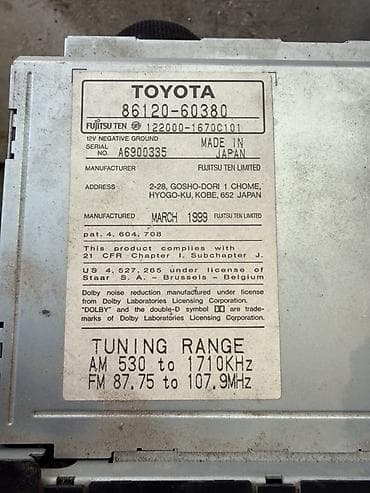 TOYOTA
86120-60380
FUJITSU TEN 122000-1670C101
12V NEGATIVE GROUND
SERIAL NO. A6900335 MADE IN JAPAN
MANUFACTURER FUJITSU TEN LIMITED
ADDRESS 2-28, GOSHO-DORI 1 CHOME,
HYOGO-KU, KOBE, 652 JAPAN
MANUFACTURED MARCH 1999 FUJITSU TEN LIMITED
pat. 4, 604, 708
This product complies with
21 CFR Chapter I, Subchapter J.
US 4, 527, 265 under license of
Staar S. A. – Brussels – Belgium
Dolby noise reduction manufactured under license
from Dolby Laboratories Licensing Corporation.
"DOLBY" and the double-D symbol are trade-
marks of Dolby Laboratories Licensing Corporation.
TUNING RANGE
AM 530 to 1710KHz
FM 87.75 to 107.9MHz